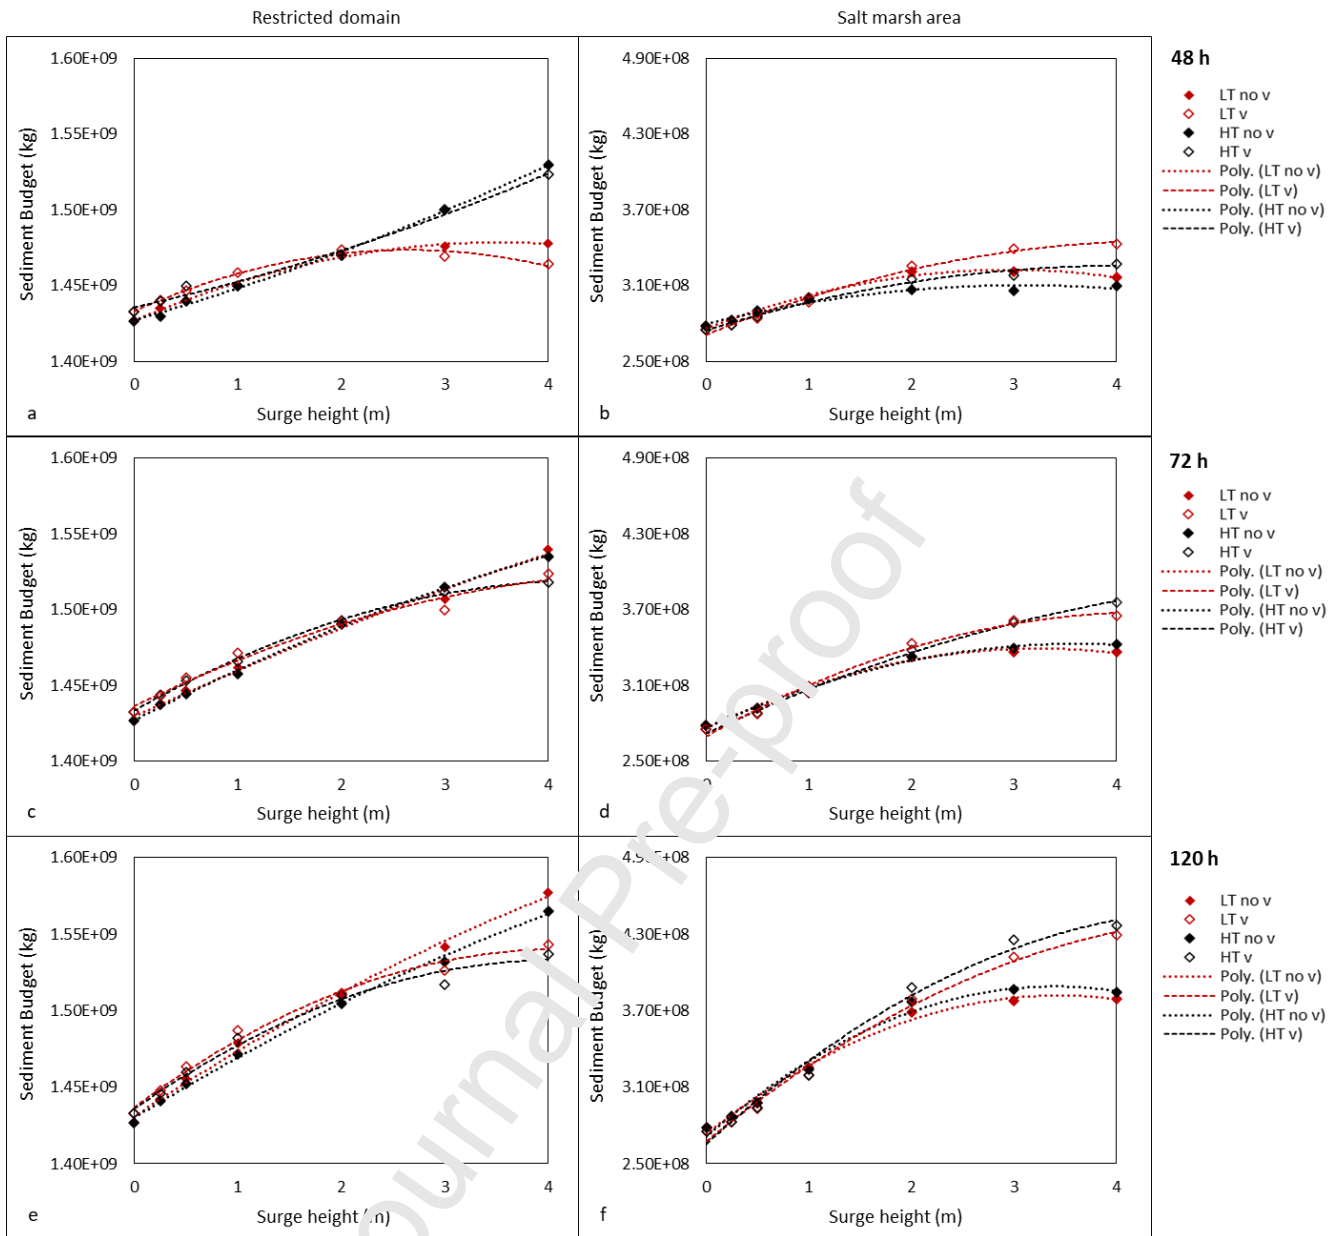 Restricted domain
Salt marsh area
1.60E+09
1.55E+09
1.50E+09
1.45E+09
1.40E+09
Sediment Budget (kg)
0 1 2 3 4
Surge height (m)
a
4.90E+08
4.30E+08
3.70E+08
3.10E+08
2.50E+08
Sediment Budget (kg)
0 1 2 3 4
Surge height (m)
b
48 h
LT no v
LT v
HT no v
HT v
Poly. (LT no v)
Poly. (LT v)
Poly. (HT no v)
Poly. (HT v)
1.60E+09
1.55E+09
1.50E+09
1.45E+09
1.40E+09
Sediment Budget (kg)
0 1 2 3 4
Surge height (m)
c
4.90E+08
4.30E+08
3.70E+08
3.10E+08
2.50E+08
Sediment Budget (kg)
0 1 2 3 4
Surge height (m)
d
72 h
LT no v
LT v
HT no v
HT v
Poly. (LT no v)
Poly. (LT v)
Poly. (HT no v)
Poly. (HT v)
1.60E+09
1.55E+09
1.50E+09
1.45E+09
1.40E+09
Sediment Budget (kg)
0 1 2 3 4
Surge height (m)
e
4.90E+08
4.30E+08
3.70E+08
3.10E+08
2.50E+08
Sediment Budget (kg)
0 1 2 3 4
Surge height (m)
f
120 h
LT no v
LT v
HT no v
HT v
Poly. (LT no v)
Poly. (LT v)
Poly. (HT no v)
Poly. (HT v)
Journal Pre-proof